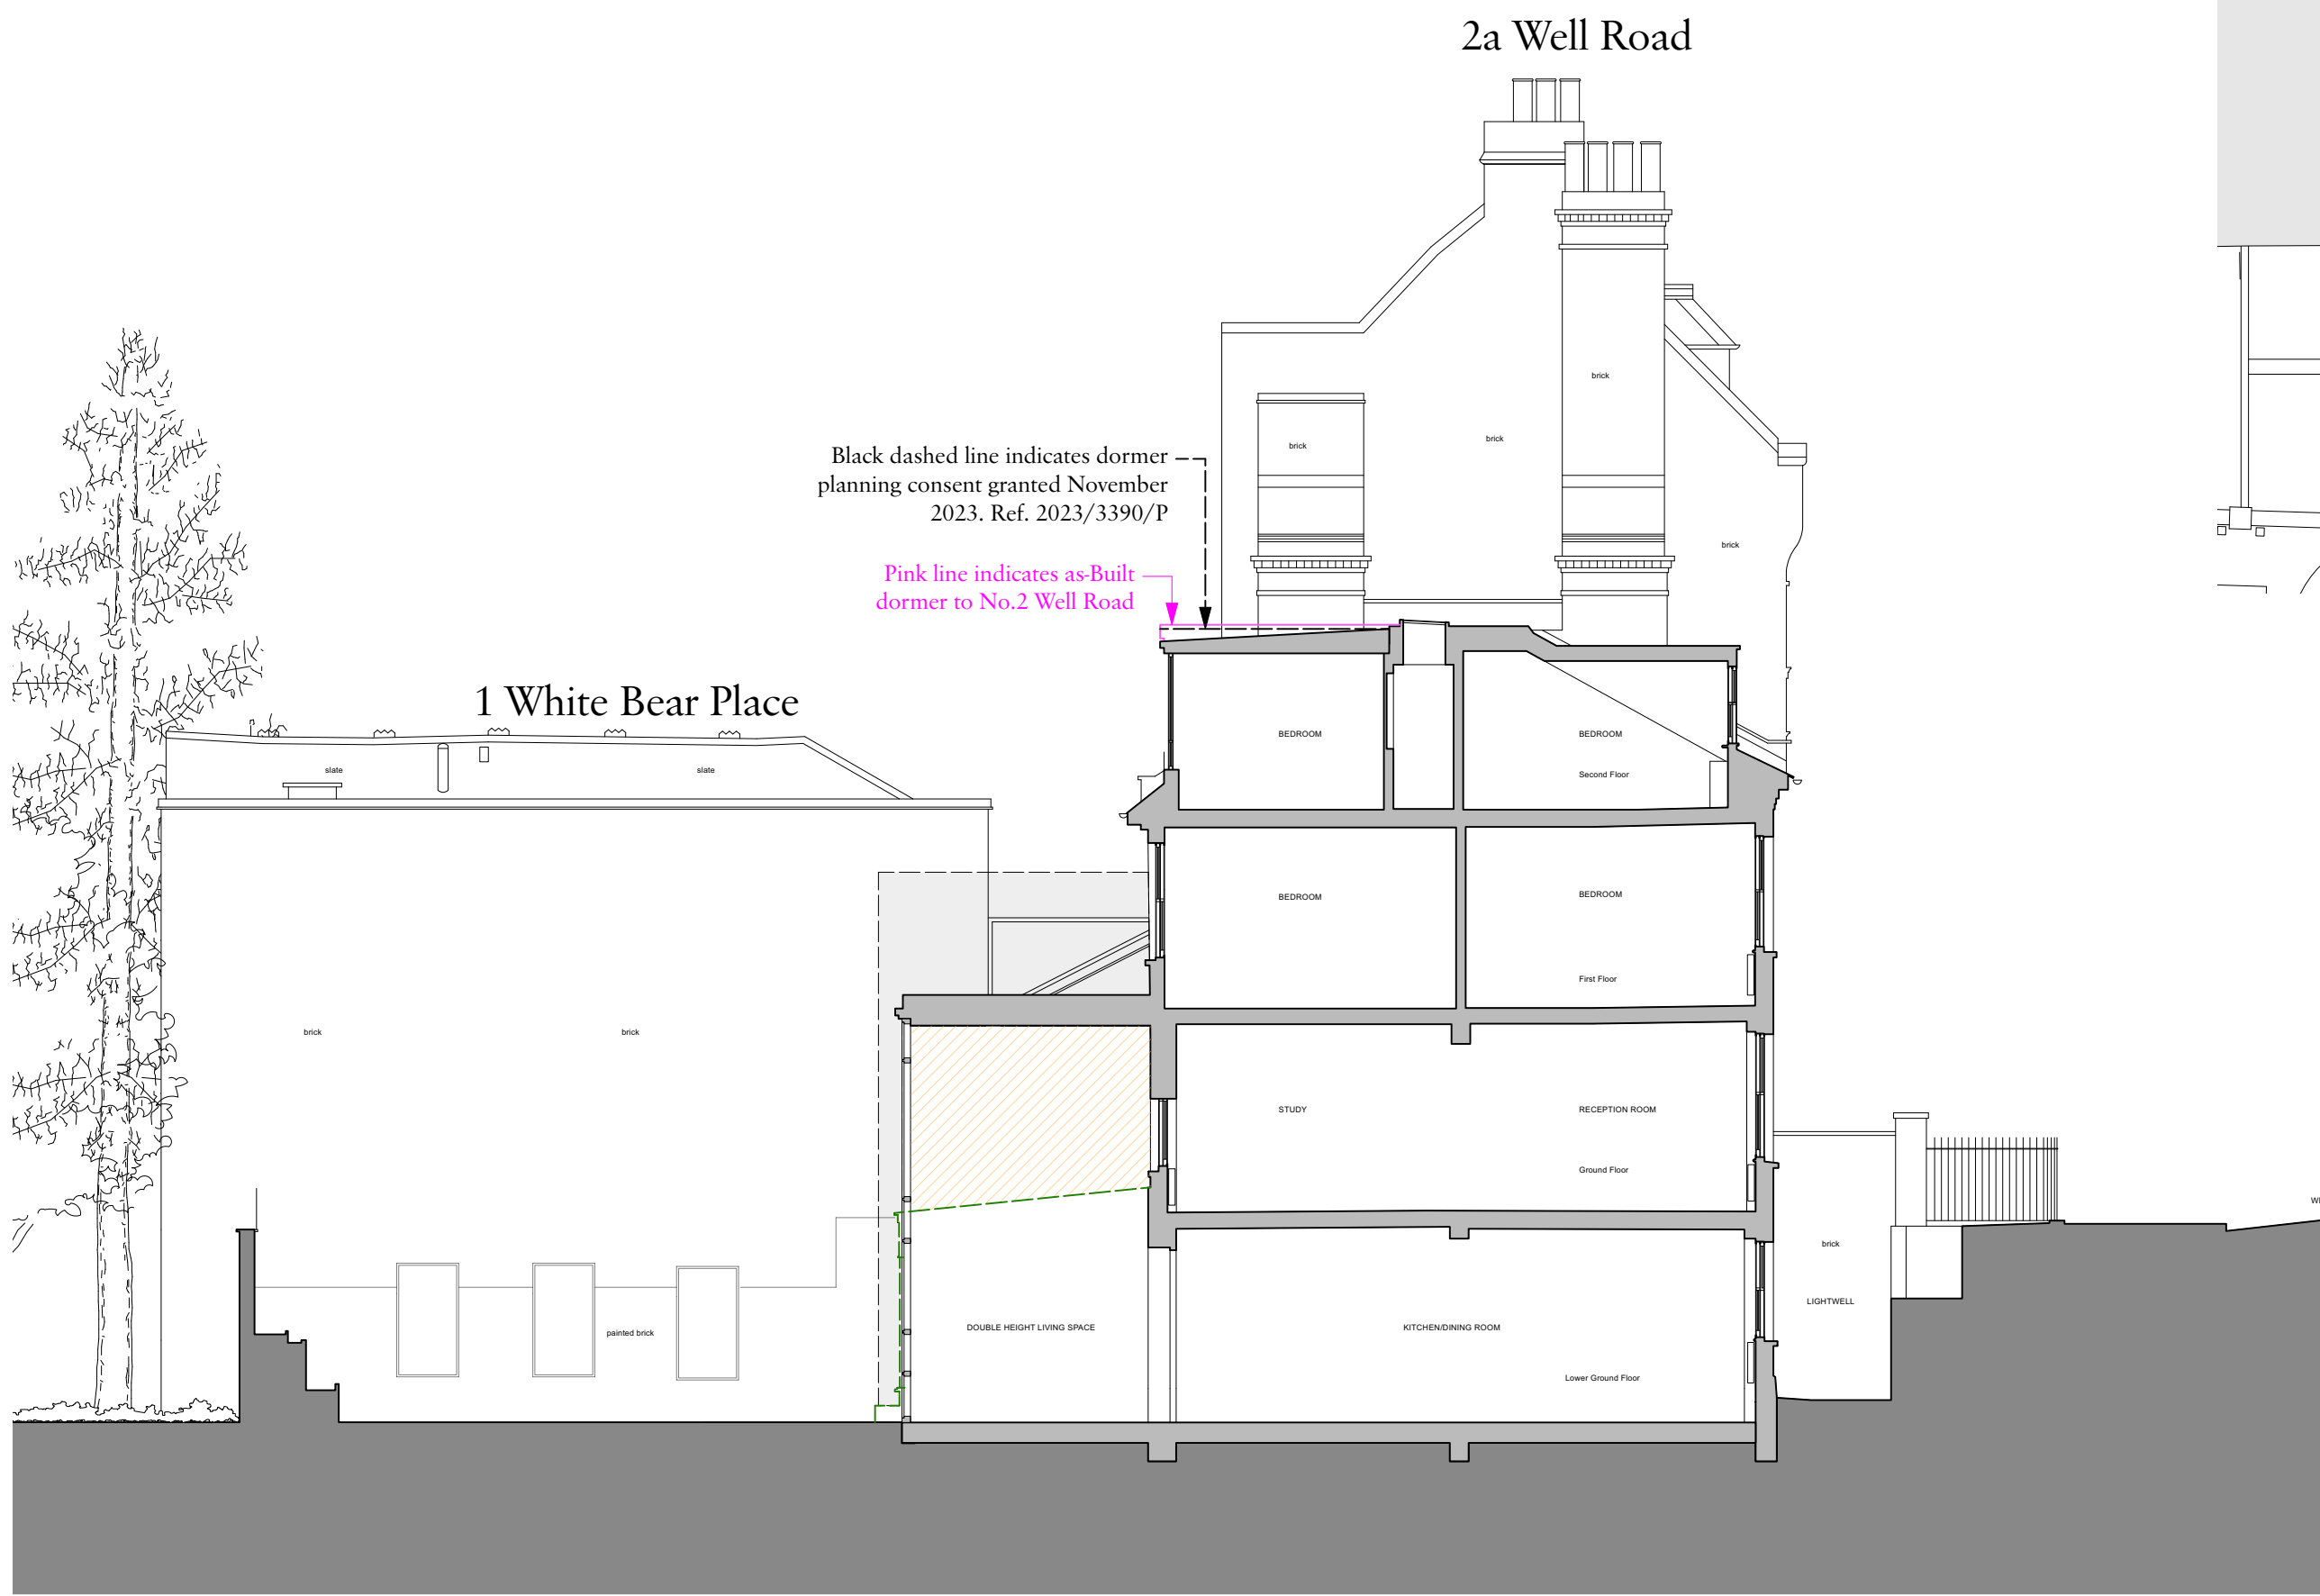 2a Well Road
brick
brick
brick
Black dashed line indicates dormer
planning consent granted November
2023. Ref. 2023/3390/P
brick
Pink line indicates as-Built
dormer to No.2 Well Road
1 White Bear Place
BEDROOM
BEDROOM
slate
slate
Second Floor
BEDROOM
BEDROOM
First Floor
brick
brick
STUDY
RECEPTION ROOM
Ground Floor
brick
LIGHTWELL
painted brick
DOUBLE HEIGHT LIVING SPACE
KITCHEN/DINING ROOM
Lower Ground Floor